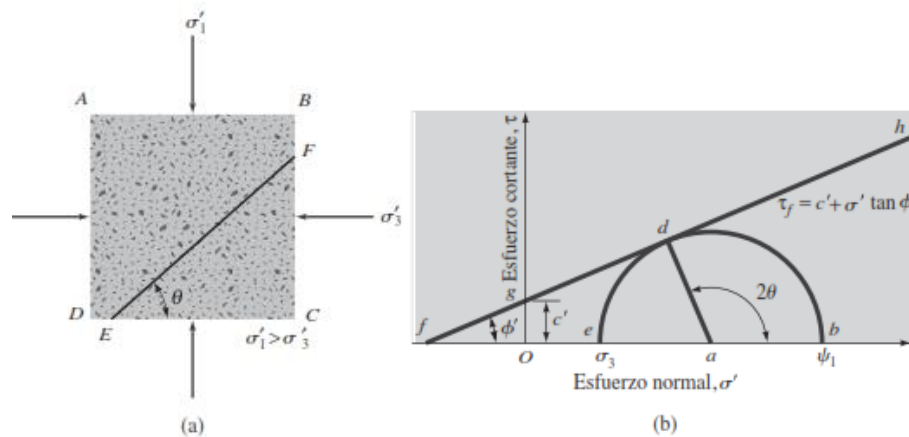 σ′₁
A
B
F
σ′₃
θ
D
E
C
σ′₁ > σ′₃
(a)
Esfuerzo cortante, τ
h
τf = c′ + σ′ tan ϕ
d
g
2θ
f
ϕ′
c′
e
b
O
σ₃
a
ψ₁
Esfuerzo normal, σ′
(b)